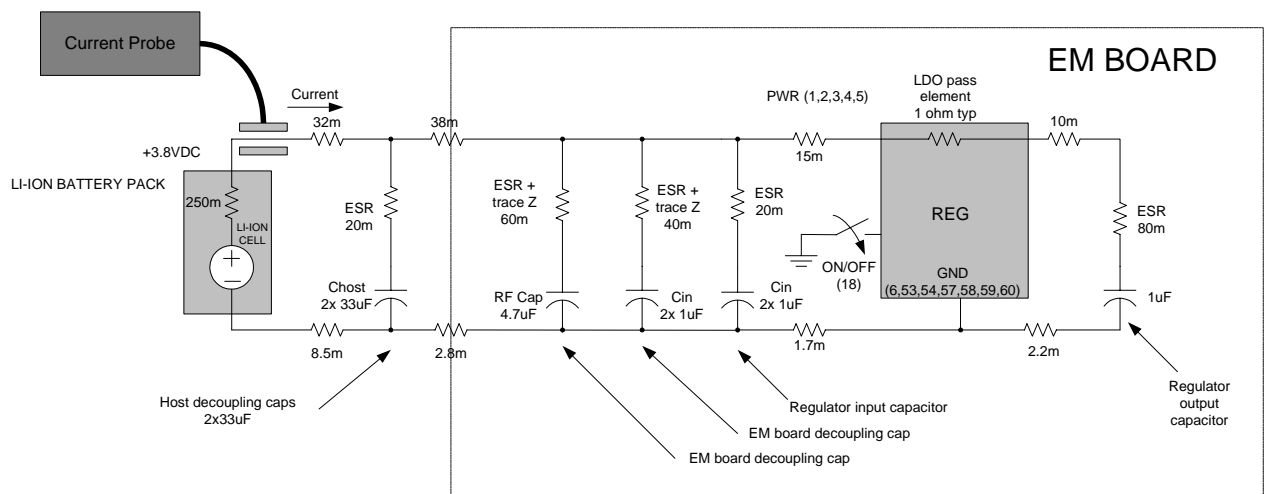 EM BOARD
Current Probe
Current
32m
38m
PWR (1,2,3,4,5)
LDO pass
element
1 ohm typ
10m
+3.8VDC
15m
LI-ION BATTERY PACK
250m
LI-ION
CELL
+
–
ESR
20m
ESR +
trace Z
60m
ESR +
trace Z
40m
ESR
20m
REG
ESR
80m
ON/OFF
(18)
GND
(6,53,54,57,58,59,60)
Chost
2x 33uF
RF Cap
4.7uF
Cin
2x 1uF
Cin
2x 1uF
1uF
8.5m
2.8m
1.7m
2.2m
Host decoupling caps
2x33uF
Regulator input capacitor
EM board decoupling cap
EM board decoupling cap
Regulator
output
capacitor